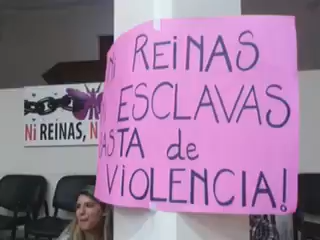 REINAS
ESCLAVAS
ASTA de
VIOLENCIA!
Ni REINAS, N